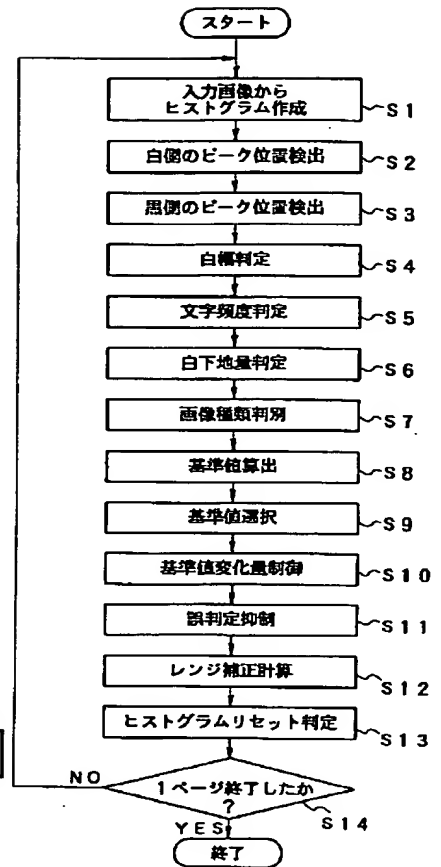 スタート
入力画像から
ヒストグラム作成
S1
白側のピーク位置検出
S2
黒側のピーク位置検出
S3
白幅判定
S4
文字頻度判定
S5
白下地量判定
S6
画像種類判別
S7
基準値算出
S8
基準値選択
S9
基準値変化量制御
S10
誤判定抑制
S11
レンジ補正計算
S12
ヒストグラムリセット判定
S13
NO
1ページ終了したか
?
S14
YES
終了